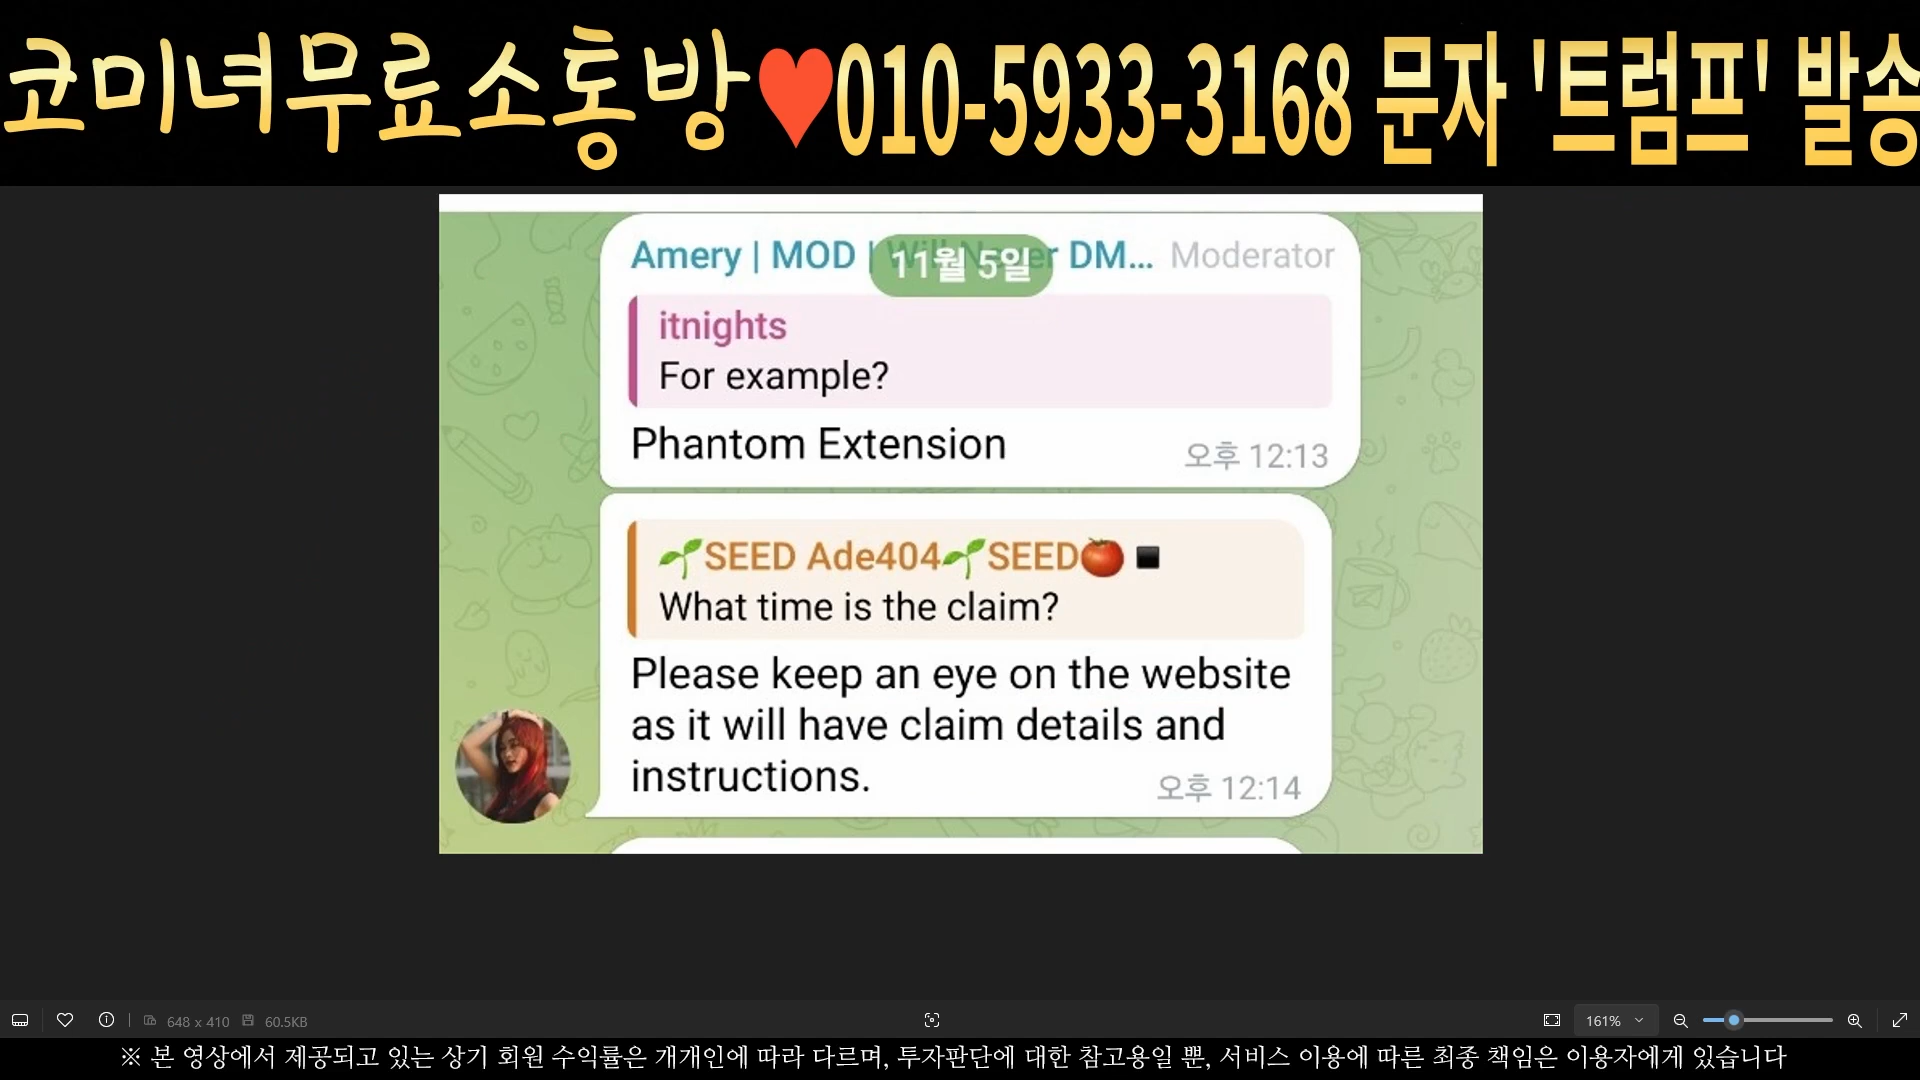 코미녀무료소통방♥010-5933-3168 문자 '트럼프' 발송
Amery | MOD | Will Never DM... Moderator
11월 5일
itnights
For example?
Phantom Extension
오후 12:13
🌱SEED Ade404🌱SEED🍅 ▪️
What time is the claim?
Please keep an eye on the website
as it will have claim details and
instructions.
오후 12:14
648 x 410 60.5KB
161%
※ 본 영상에서 제공되고 있는 상기 회원 수익률은 개개인에 따라 다르며, 투자판단에 대한 참고용일 뿐, 서비스 이용에 따른 최종 책임은 이용자에게 있습니다